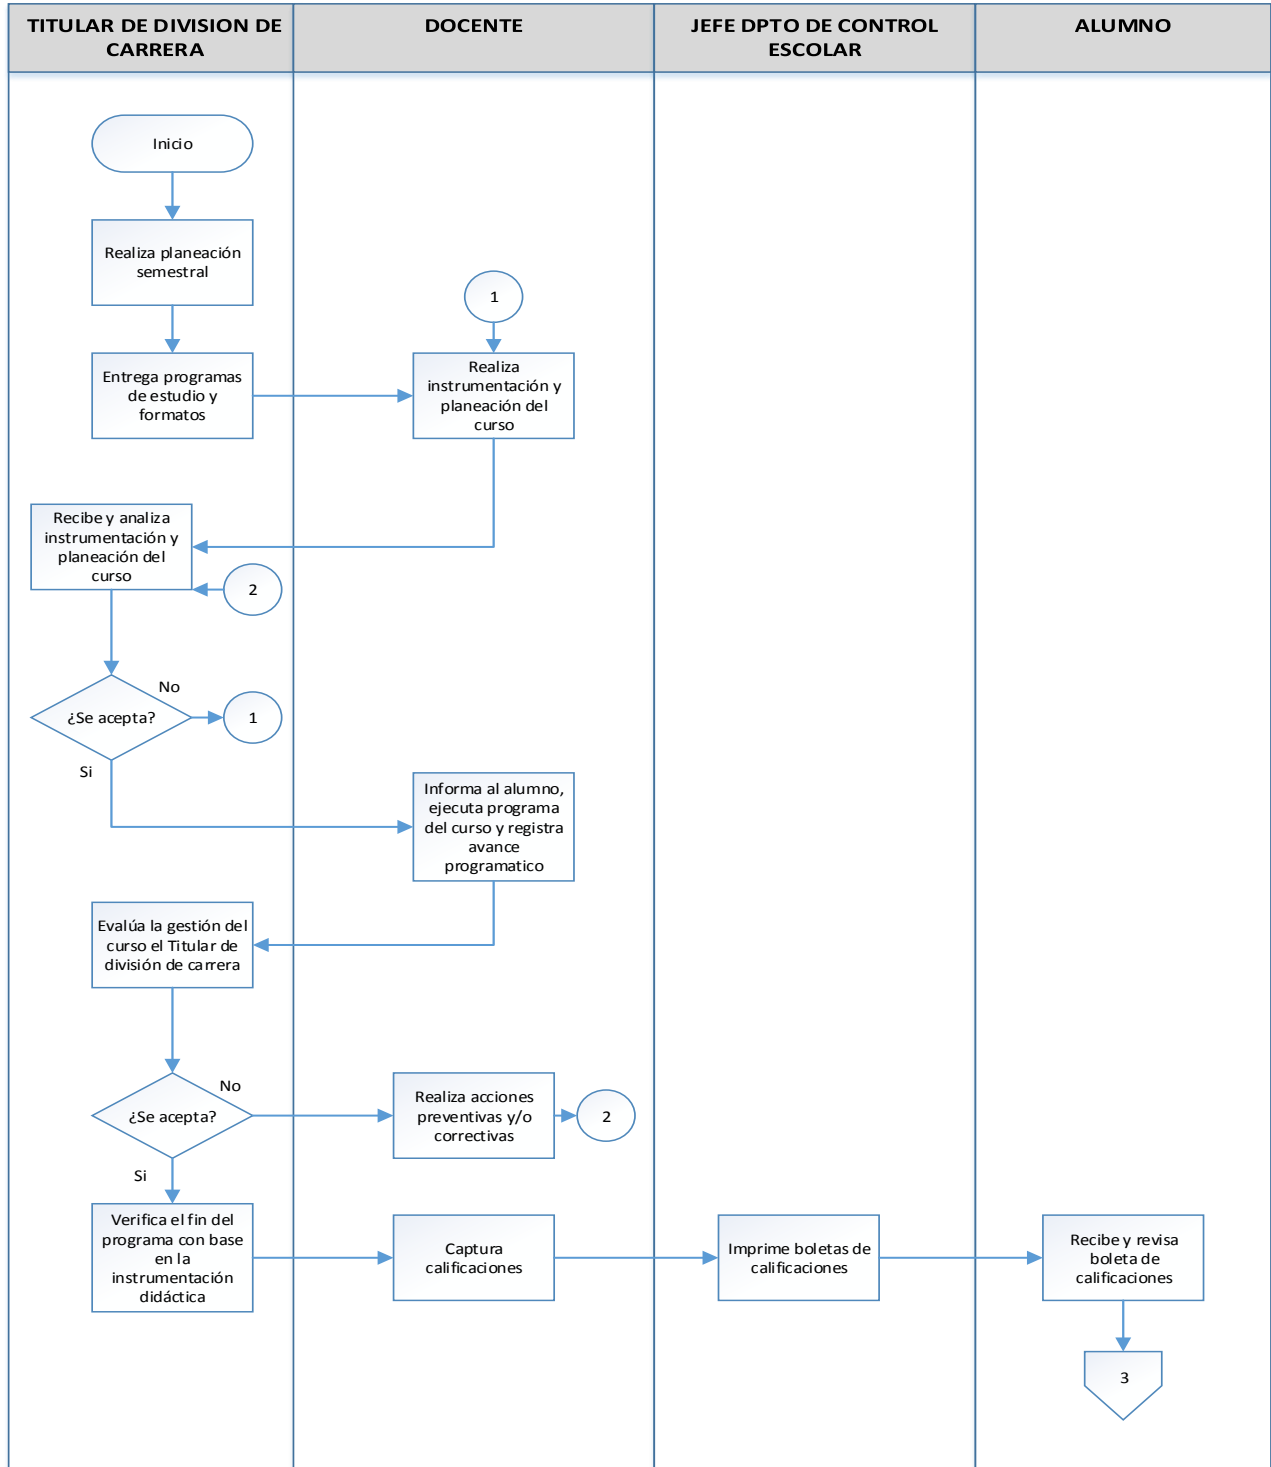 TITULAR DE DIVISION DE
CARRERA
DOCENTE
JEFE DPTO DE CONTROL
ESCOLAR
ALUMNO
Inicio
Realiza planeación
semestral
1
Entrega programas
de estudio y
formatos
Realiza
instrumentación y
planeación del
curso
Recibe y analiza
instrumentación y
planeación del
curso
2
¿Se acepta?
No
1
Si
Informa al alumno,
ejecuta programa
del curso y registra
avance
programatico
Evalúa la gestión del
curso el Titular de
división de carrera
¿Se acepta?
No
Realiza acciones
preventivas y/o
correctivas
2
Si
Verifica el fin del
programa con base
en la
instrumentación
didáctica
Captura
calificaciones
Imprime boletas de
calificaciones
Recibe y revisa
boleta de
calificaciones
3